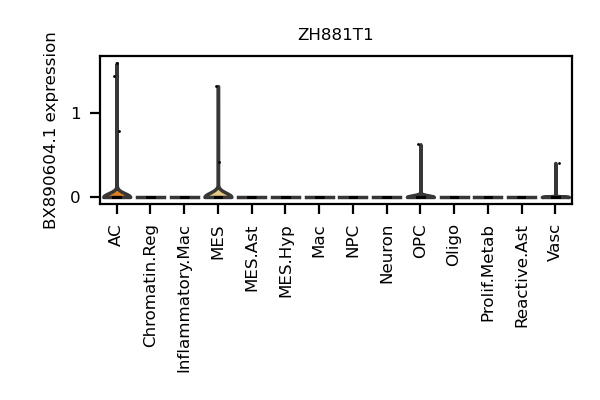 ZH881T1
BX890604.1 expression
1
0
AC
Chromatin.Reg
Inflammatory.Mac
MES
MES.Ast
MES.Hyp
Mac
NPC
Neuron
OPC
Oligo
Prolif.Metab
Reactive.Ast
Vasc